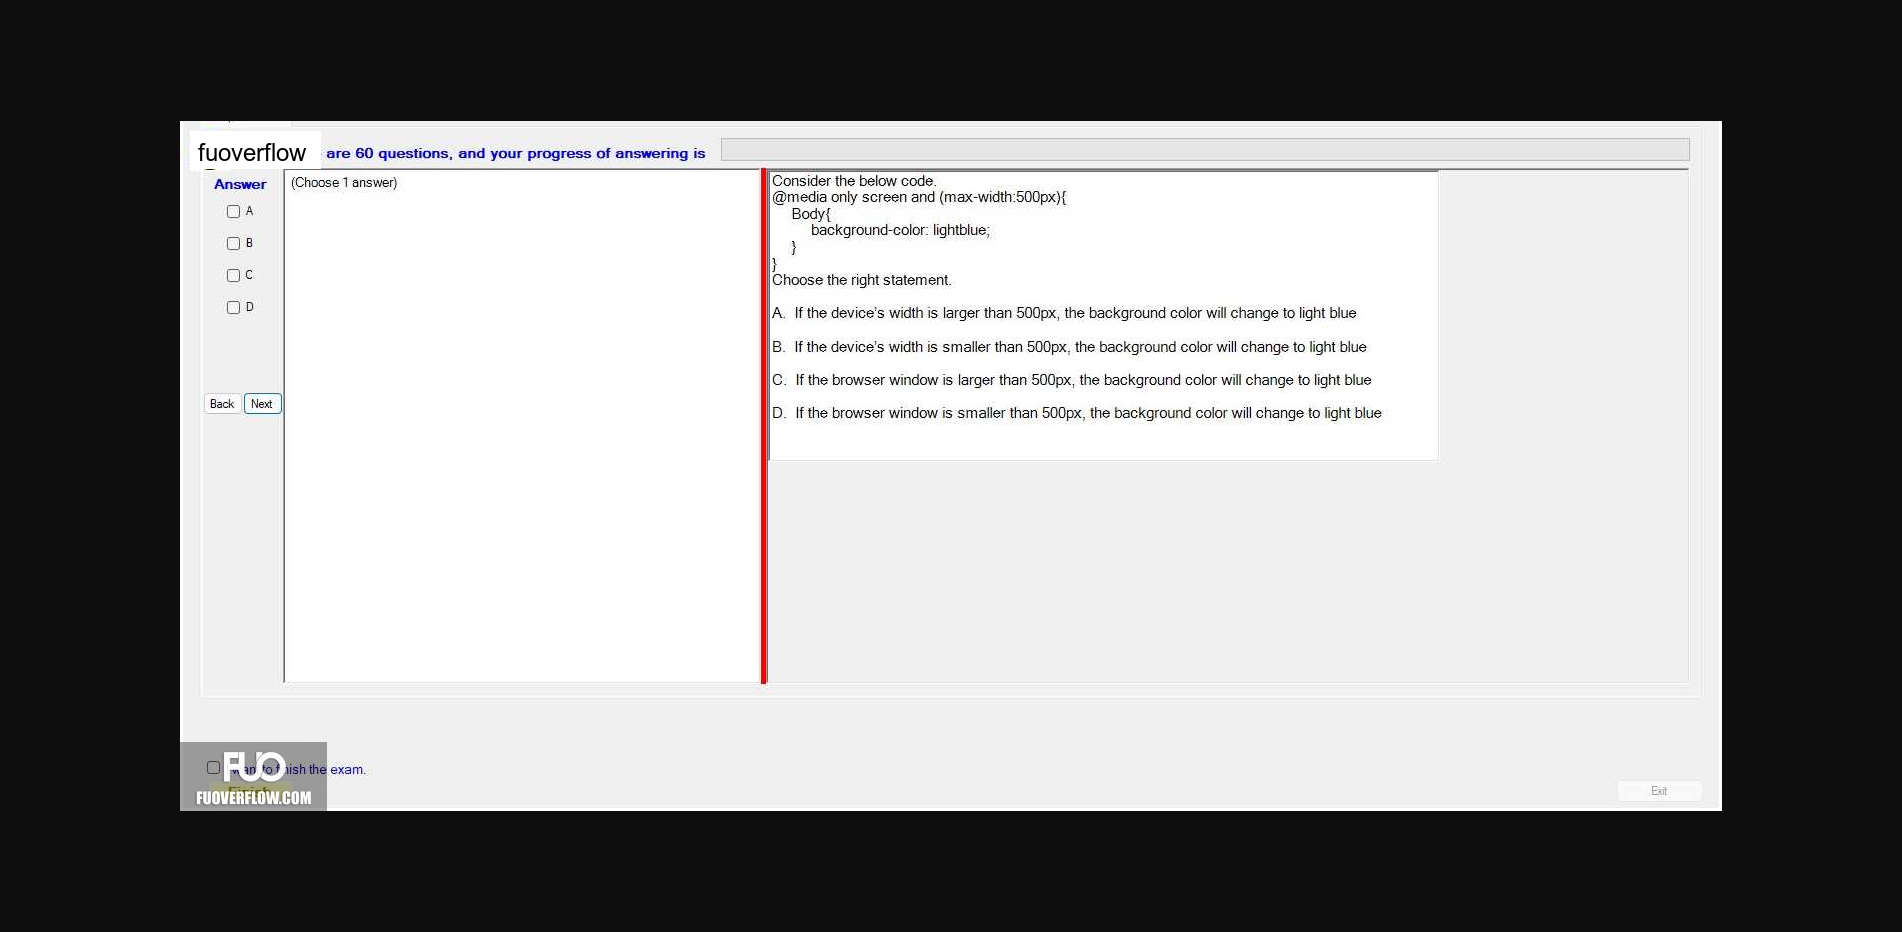 fuoverflow are 60 questions, and your progress of answering is
Answer
A
B
C
D
Back Next
(Choose 1 answer)
Consider the below code.
@media only screen and (max-width:500px){
Body{
background-color: lightblue;
}
}
Choose the right statement.
A. If the device's width is larger than 500px, the background color will change to light blue
B. If the device's width is smaller than 500px, the background color will change to light blue
C. If the browser window is larger than 500px, the background color will change to light blue
D. If the browser window is smaller than 500px, the background color will change to light blue
FUO
want to finish the exam.
Finish
FUOVERFLOW.COM
Exit